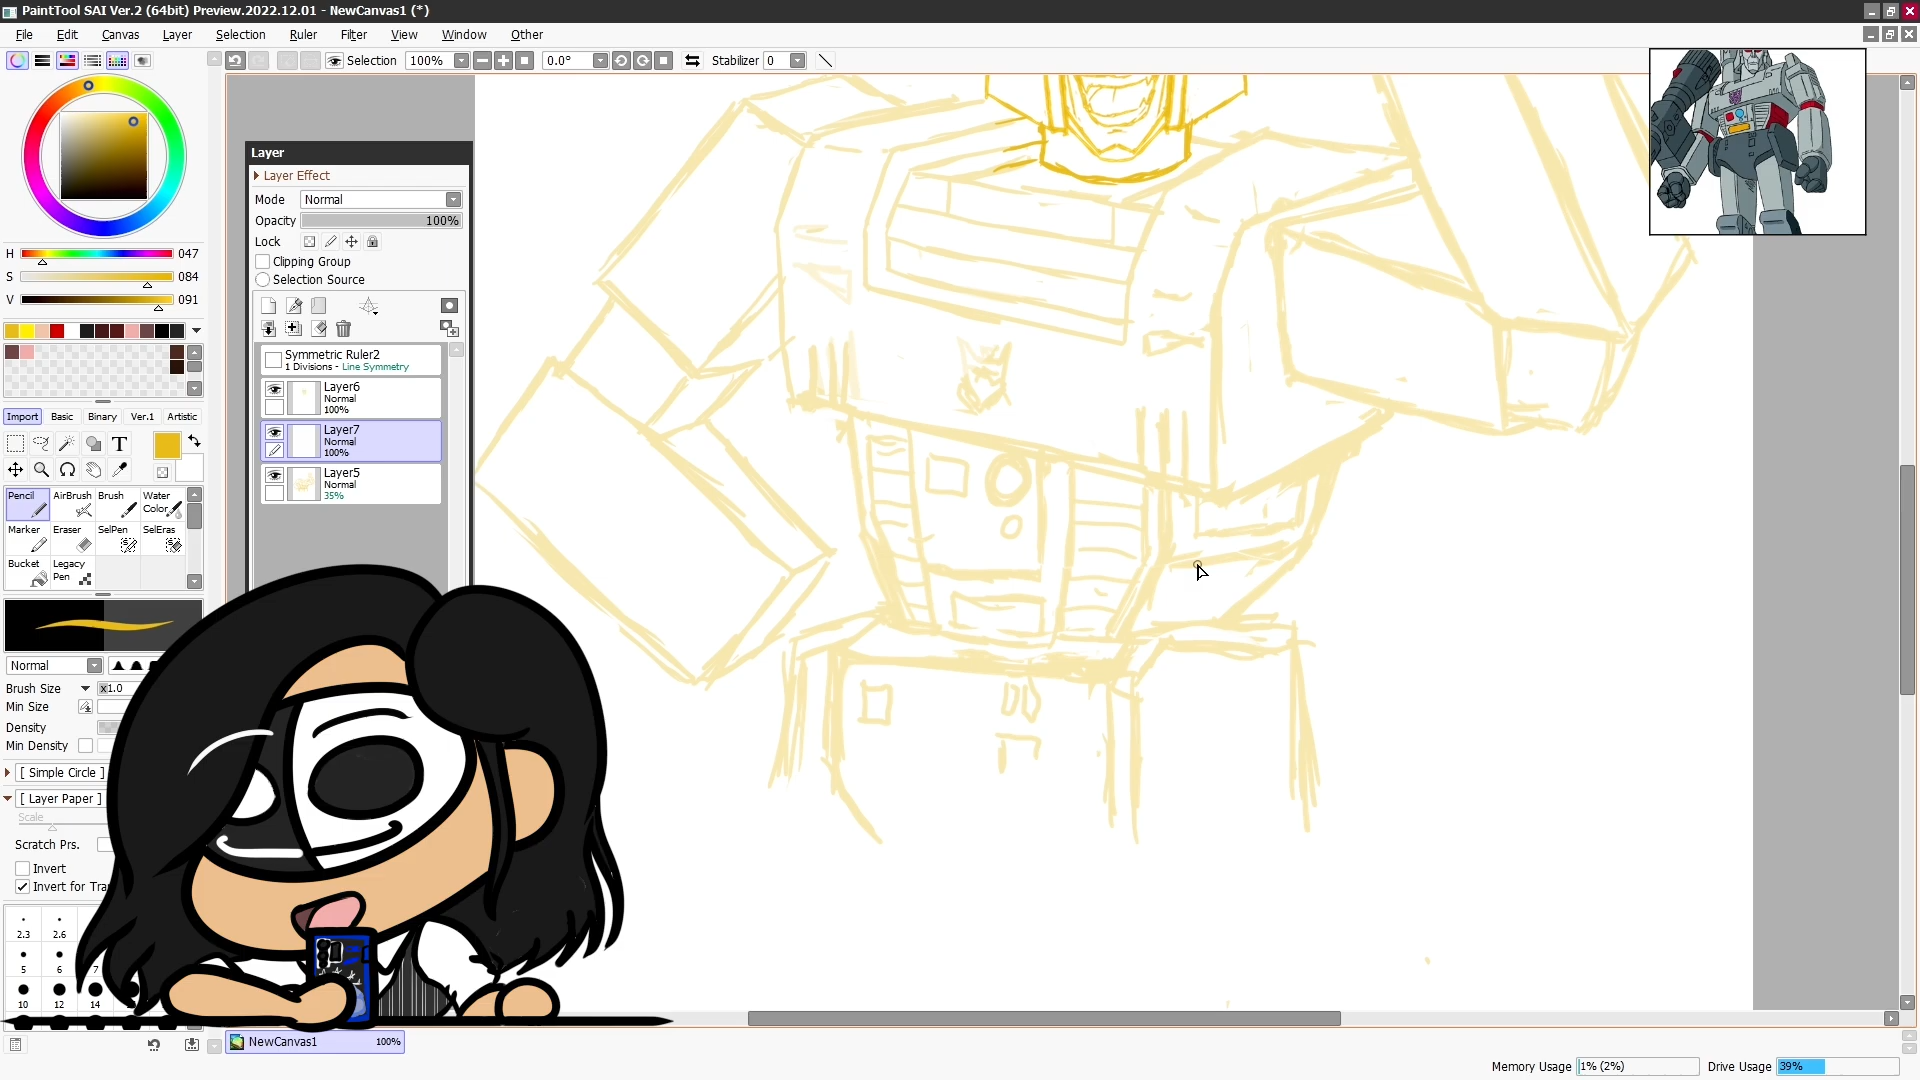 PaintTool SAI Ver.2 (64bit) Preview.2022.12.01 - NewCanvas1 (*)
File Edit Canvas Layer Selection Ruler Filter View Window Other
Selection 100% 0.0° Stabilizer 0
Layer
Layer Effect
Mode Normal
Opacity 100%
Lock
Clipping Group
Selection Source
Symmetric Ruler2
1 Divisions - Line Symmetry
Layer6
Normal
100%
Layer7
Normal
100%
Layer5
Normal
35%
H 047
S 084
V 091
Import Basic Binary Ver.1 Artistic
T
Pencil AirBrush Brush Water Color
Marker Eraser SelPen SelEras
Bucket Legacy Pen
Normal
Brush Size x1.0
Min Size
Density
Min Density
[ Simple Circle ]
[ Layer Paper ]
Scale
Scratch Prs.
Invert
Invert for Tra
2.3 2.6
5 6 7
10 12 14
NewCanvas1 100%
Memory Usage 1% (2%) Drive Usage 39%